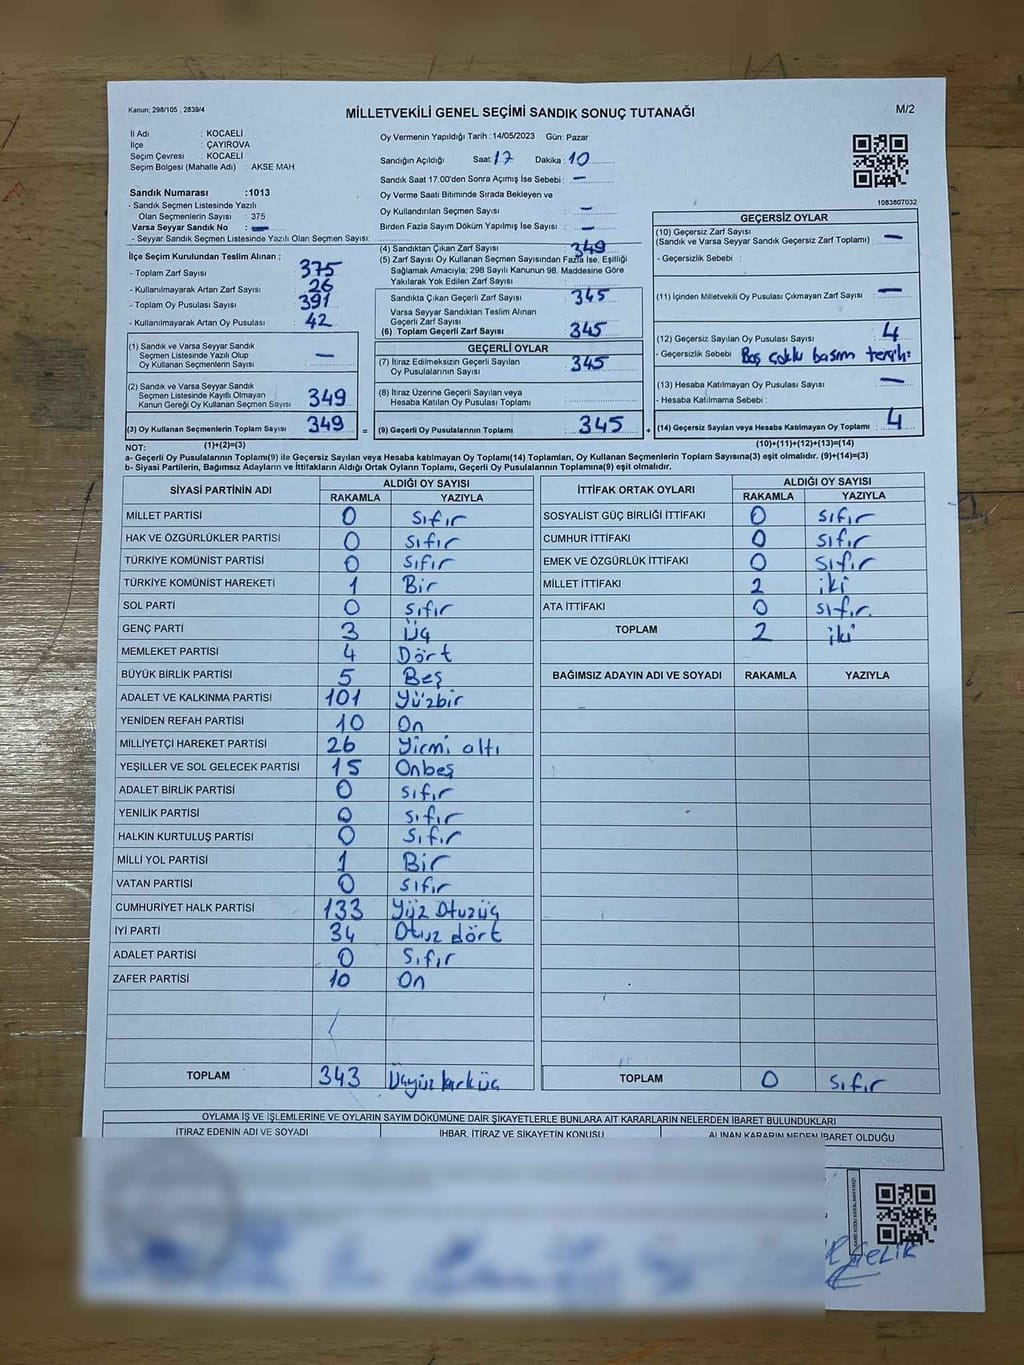 Kanun; 298/105 , 2839/4
MİLLETVEKİLİ GENEL SEÇİMİ SANDIK SONUÇ TUTANAĞI
M/2
İl Adı : KOCAELİ
İlçe : ÇAYIROVA
Seçim Çevresi : KOCAELİ
Seçim Bölgesi (Mahalle Adı) : AKSE MAH
Sandık Numarası :1013
- Sandık Seçmen Listesinde Yazılı
Olan Seçmenlerin Sayısı : 375
Varsa Seyyar Sandık No : —
- Seyyar Sandık Seçmen Listesinde Yazılı Olan Seçmen Sayısı:
İlçe Seçim Kurulundan Teslim Alınan ;
- Toplam Zarf Sayısı : 375
- Kullanılmayarak Artan Zarf Sayısı : 26
- Toplam Oy Pusulası Sayısı : 391
- Kullanılmayarak Artan Oy Pusulası : 42
(1) Sandık ve Varsa Seyyar Sandık
Seçmen Listesinde Yazılı Olup
Oy Kullanan Seçmenlerin Sayısı : —
(2) Sandık ve Varsa Seyyar Sandık
Seçmen Listesinde Kayıtlı Olmayan
Kanun Gereği Oy Kullanan Seçmen Sayısı : 349
(3) Oy Kullanan Seçmenlerin Toplam Sayısı : 349 =
Oy Vermenin Yapıldığı Tarih :14/05/2023 Gün: Pazar
Sandığın Açıldığı Saat: 17 Dakika : 10
Sandık Saat 17:00'den Sonra Açımış İse Sebebi : —
Oy Verme Saati Bitiminde Sırada Bekleyen ve
Oy Kullandırılan Seçmen Sayısı : —
Birden Fazla Sayım Döküm Yapılmış İse Sayısı : —
(4) Sandıktan Çıkan Zarf Sayısı : 349
(5) Zarf Sayısı Oy Kullanan Seçmen Sayısından Fazla İse, Eşitliği
Sağlamak Amacıyla; 298 Sayılı Kanunun 98. Maddesine Göre
Yakılarak Yok Edilen Zarf Sayısı :
Sandıkta Çıkan Geçerli Zarf Sayısı : 345
Varsa Seyyar Sandıktan Teslim Alınan
Geçerli Zarf Sayısı :
(6) Toplam Geçerli Zarf Sayısı : 345
GEÇERLİ OYLAR
(7) İtiraz Edilmeksizin Geçerli Sayılan
Oy Pusulalarının Sayısı : 345
(8) İtiraz Üzerine Geçerli Sayılan veya
Hesaba Katılan Oy Pusulası Toplamı :
(9) Geçerli Oy Pusulalarının Toplamı : 345 +
1083807032
GEÇERSİZ OYLAR
(10) Geçersiz Zarf Sayısı
(Sandık ve Varsa Seyyar Sandık Geçersiz Zarf Toplamı) : —
- Geçersizlik Sebebi :
(11) İçinden Milletvekili Oy Pusulası Çıkmayan Zarf Sayısı : —
(12) Geçersiz Sayılan Oy Pusulası Sayısı : 4
- Geçersizlik Sebebi : Boş çoklu basım
(13) Hesaba Katılmayan Oy Pusulası Sayısı : —
- Hesaba Katılmama Sebebi :
(14) Geçersiz Sayılan veya Hesaba Katılmayan Oy Toplamı : 4
NOT: (1)+(2)=(3) (10)+(11)+(12)+(13)=(14)
a- Geçerli Oy Pusulalarının Toplamı(9) ile Geçersiz Sayılan veya Hesaba katılmayan Oy Toplamı(14) Toplamları, Oy Kullanan Seçmenlerin Toplam Sayısına(3) eşit olmalıdır. (9)+(14)=(3)
b- Siyasi Partilerin, Bağımsız Adayların ve İttifakların Aldığı Ortak Oyların Toplamı, Geçerli Oy Pusulalarının Toplamına(9) eşit olmalıdır.
SİYASİ PARTİNİN ADI ALDIĞI OY SAYISI
RAKAMLA YAZIYLA
MİLLET PARTİSİ 0 Sıfır
HAK VE ÖZGÜRLÜKLER PARTİSİ 0 Sıfır
TÜRKİYE KOMÜNİST PARTİSİ 0 Sıfır
TÜRKİYE KOMÜNİST HAREKETİ 1 Bir
SOL PARTİ 0 Sıfır
GENÇ PARTİ 3 Üç
MEMLEKET PARTİSİ 4 Dört
BÜYÜK BİRLİK PARTİSİ 5 Beş
ADALET VE KALKINMA PARTİSİ 101 Yüzbir
YENİDEN REFAH PARTİSİ 10 On
MİLLİYETÇİ HAREKET PARTİSİ 26 Yirmi altı
YEŞİLLER VE SOL GELECEK PARTİSİ 15 Onbeş
ADALET BİRLİK PARTİSİ 0 Sıfır
YENİLİK PARTİSİ 0 Sıfır
HALKIN KURTULUŞ PARTİSİ 0 Sıfır
MİLLİ YOL PARTİSİ 1 Bir
VATAN PARTİSİ 0 Sıfır
CUMHURİYET HALK PARTİSİ 133 Yüz Otuzüç
İYİ PARTİ 34 Otuz dört
ADALET PARTİSİ 0 Sıfır
ZAFER PARTİSİ 10 On
TOPLAM 343 Üçyüz kırküç
İTTİFAK ORTAK OYLARI ALDIĞI OY SAYISI
RAKAMLA YAZIYLA
SOSYALİST GÜÇ BİRLİĞİ İTTİFAKI 0 Sıfır
CUMHUR İTTİFAKI 0 Sıfır
EMEK VE ÖZGÜRLÜK İTTİFAKI 0 Sıfır
MİLLET İTTİFAKI 2 iki
ATA İTTİFAKI 0 Sıfır.
TOPLAM 2 iki
BAĞIMSIZ ADAYIN ADI VE SOYADI RAKAMLA YAZIYLA
TOPLAM 0 Sıfır
OYLAMA İŞ VE İŞLEMLERİNE VE OYLARIN SAYIM DÖKÜMÜNE DAİR ŞİKAYETLERLE BUNLARA AİT KARARLARIN NELERDEN İBARET BULUNDUKLARI
İTİRAZ EDENİN ADI VE SOYADI İHBAR, İTİRAZ VE ŞİKAYETİN KONUSU ALINAN KARARIN NEDEN İBARET OLDUĞU
ÇELİK